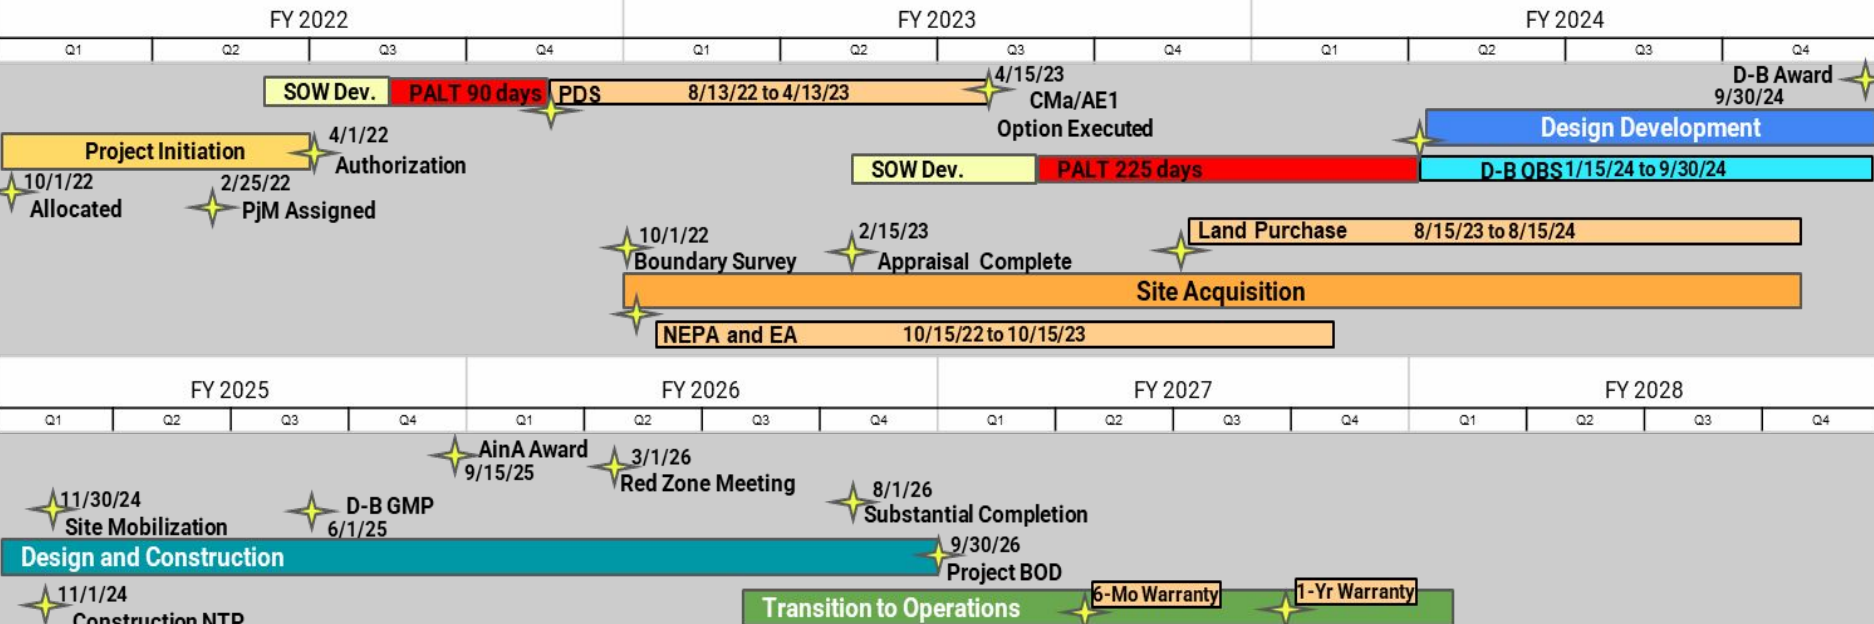 FY 2022 FY 2023 FY 2024
Q1 Q2 Q3 Q4 Q1 Q2 Q3 Q4 Q1 Q2 Q3 Q4
4/15/23
D-B Award
SOW Dev. PALT 90 days PDS 8/13/22 to 4/13/23
CMa/AE1
9/30/24
Option Executed
Design Development
4/1/22
Project Initiation
Authorization
SOW Dev. PALT 225 days D-B QBS 1/15/24 to 9/30/24
10/1/22 2/25/22
Allocated PjM Assigned
10/1/22 2/15/23 Land Purchase 8/15/23 to 8/15/24
Boundary Survey Appraisal Complete
Site Acquisition
NEPA and EA 10/15/22 to 10/15/23
FY 2025 FY 2026 FY 2027 FY 2028
Q1 Q2 Q3 Q4 Q1 Q2 Q3 Q4 Q1 Q2 Q3 Q4 Q1 Q2 Q3 Q4
AinA Award
3/1/26
9/15/25
Red Zone Meeting
8/1/26
11/30/24 D-B GMP
Substantial Completion
Site Mobilization 6/1/25
9/30/26
Design and Construction
Project BOD
11/1/24 6-Mo Warranty 1-Yr Warranty
Transition to Operations
Construction NTP